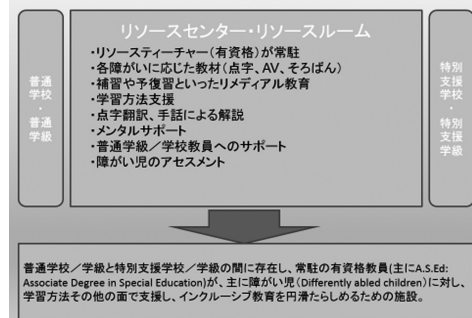 リソースセンター・リソースルーム
・リソースティーチャー(有資格)が常駐
・各障がいに応じた教材(点字、AV、そろばん)
・補習や予復習といったリメディアル教育
・学習方法支援
・点字翻訳、手話による解説
・メンタルサポート
・普通学級/学校教員へのサポート
・障がい児のアセスメント
普通
学校
・
普通
学級
特別
支援
学校
・
特別
支援
学級
普通学校/学級と特別支援学校/学級の間に存在し、常駐の有資格教員(主にA.S.Ed:
Associate Degree in Special Education)が、主に障がい児(Differently abled children)に対し、
学習方法その他の面で支援し、インクルーシブ教育を円滑たらしめるための施設。